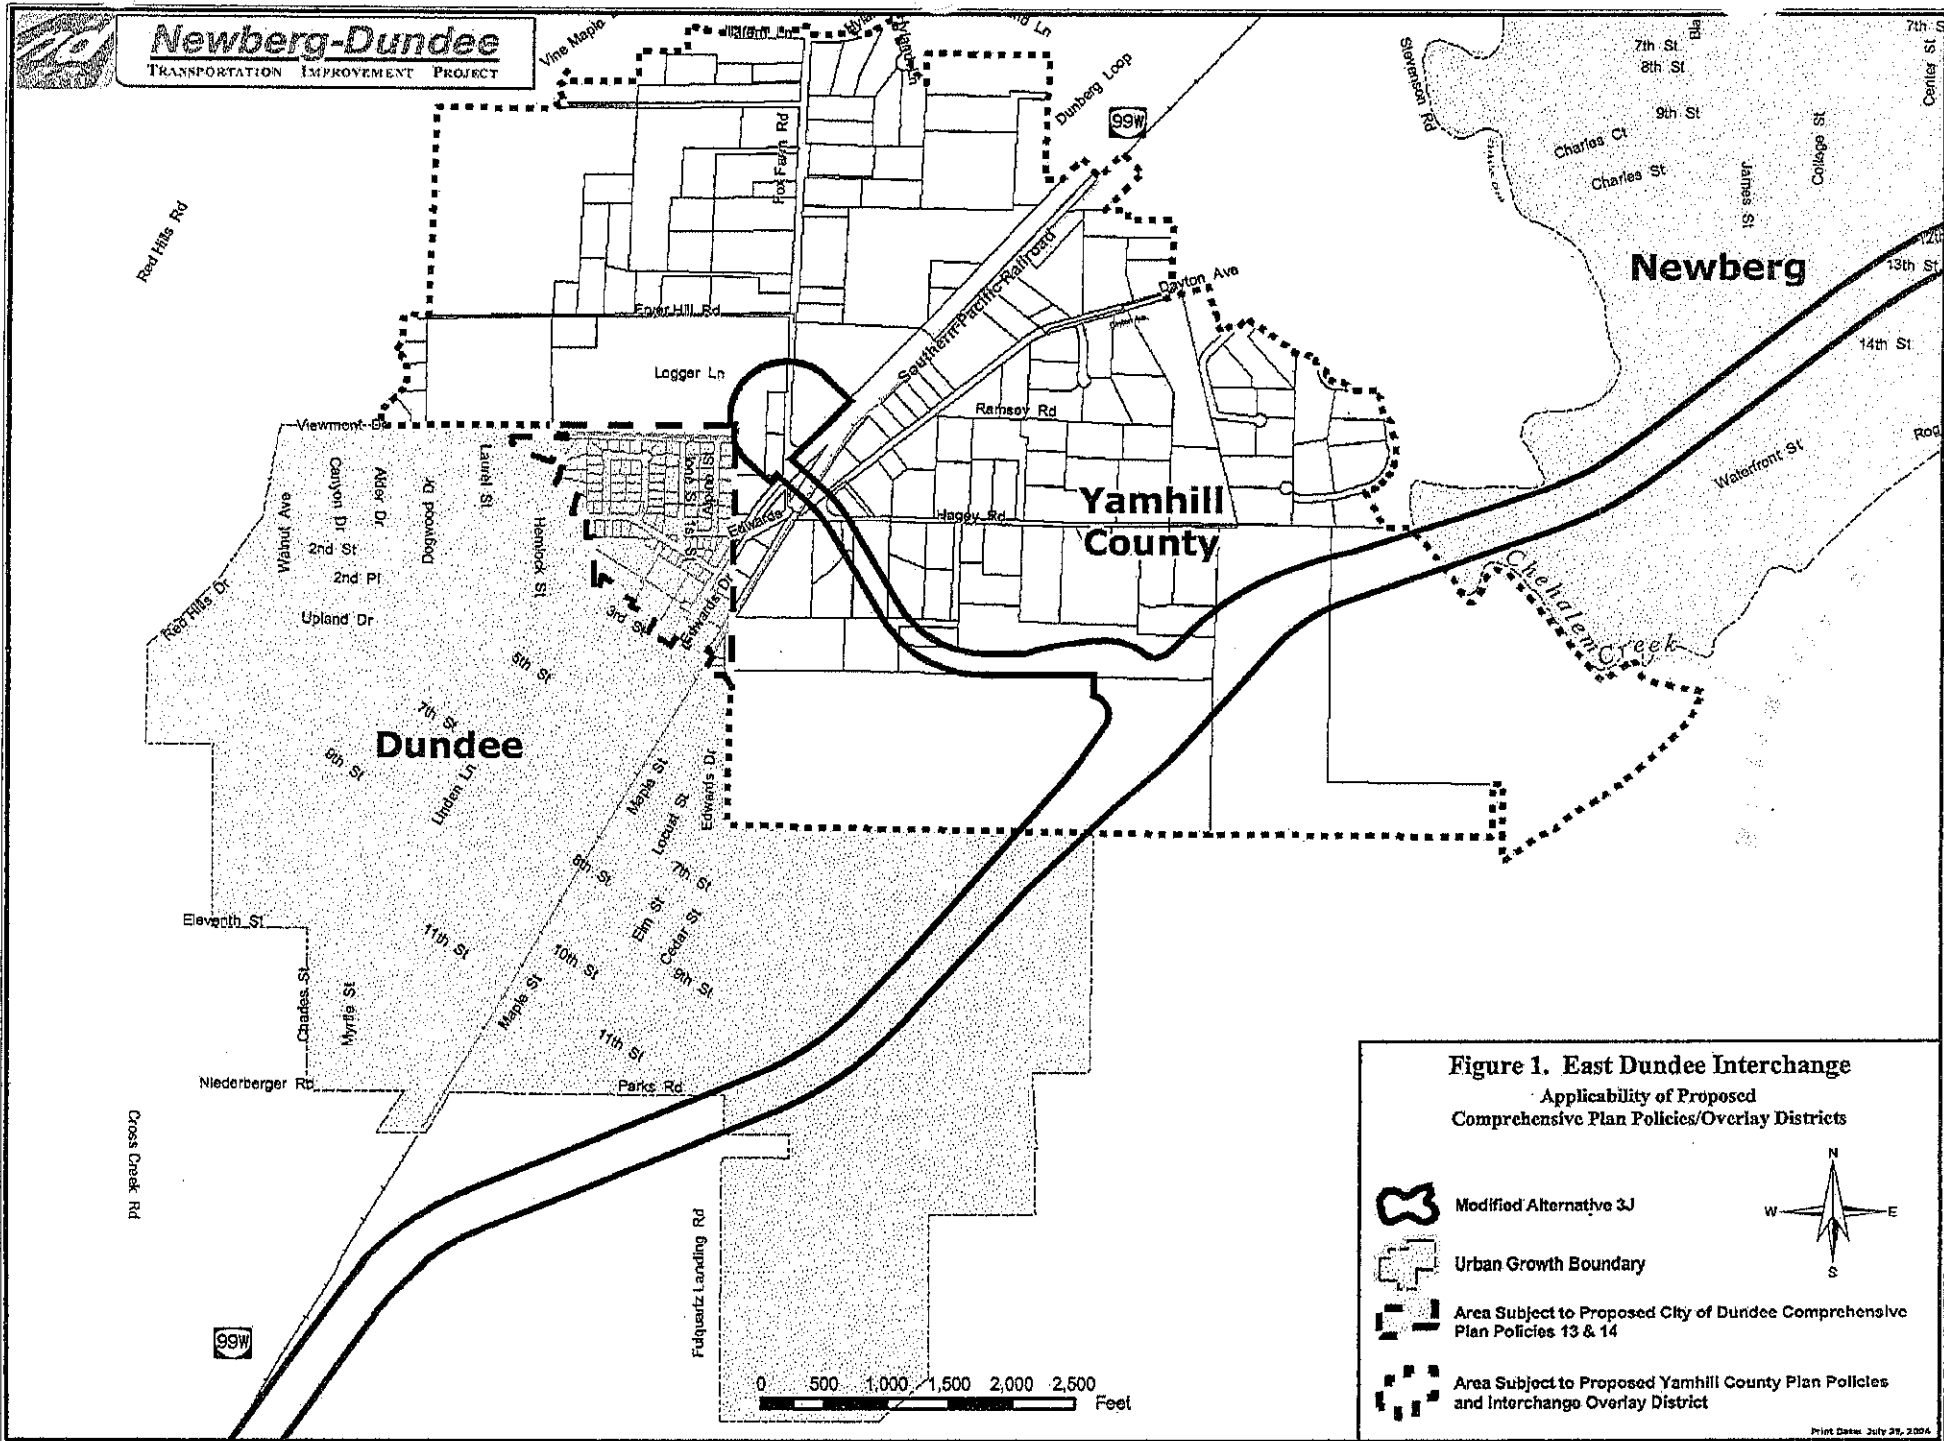 Newberg-Dundee
TRANSPORTATION IMPROVEMENT PROJECT
Vine Maple
Ln
Dunberg Loop
99W
Stevenson Rd
7th St
8th St
9th St
Charles Ct
Charles St
James St
College St
Center St
Newberg
13th St
14th St
Waterfront St
Red Hills Rd
Fox Farm Rd
Southern Pacific Railroad
Dayton Ave
Fryer Hill Rd
Logger Ln
Ramsey Rd
Hagey Rd
Yamhill
County
Chehalem Creek
Viewmont Dr
Walnut Ave
Canyon Dr
Alder Dr
Dogwood Dr
Laurel St
Hemlock St
Alpine St
Edwards
Edwards Dr
2nd St
2nd Pl
Upland Dr
Red Hills Dr
3rd St
5th St
7th St
9th St
Dundee
Linden Ln
Maple St
Locust St
Edwards Dr
8th St
7th St
Elm St
Cedar St
9th St
10th St
11th St
Maple St
11th St
Eleventh St
Charles St
Myrtle St
Niederberger Rd
Parks Rd
Cross Creek Rd
99W
Fulquartz Landing Rd
0 500 1,000 1,500 2,000 2,500
Feet
Figure 1. East Dundee Interchange
Applicability of Proposed
Comprehensive Plan Policies/Overlay Districts
N
W E
S
Modified Alternative 3J
Urban Growth Boundary
Area Subject to Proposed City of Dundee Comprehensive
Plan Policies 13 & 14
Area Subject to Proposed Yamhill County Plan Policies
and Interchange Overlay District